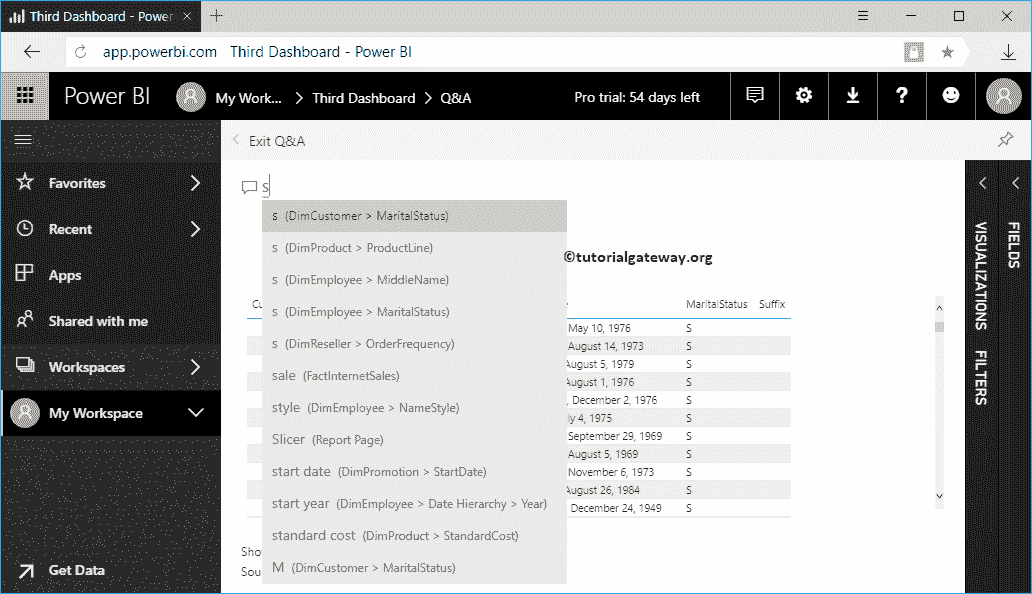 Third Dashboard - Power
app.powerbi.com Third Dashboard - Power BI
Power BI My Work... > Third Dashboard > Q&A Pro trial: 54 days left ?
Exit Q&A
Favorites
Recent
Apps
Shared with me
Workspaces
My Workspace
Get Data
S
s (DimCustomer > MaritalStatus)
s (DimProduct > ProductLine)
s (DimEmployee > MiddleName)
s (DimEmployee > MaritalStatus)
s (DimReseller > OrderFrequency)
sale (FactInternetSales)
style (DimEmployee > NameStyle)
Slicer (Report Page)
start date (DimPromotion > StartDate)
start year (DimEmployee > Date Hierarchy > Year)
standard cost (DimProduct > StandardCost)
M (DimCustomer > MaritalStatus)
©tutorialgateway.org
MaritalStatus Suffix
May 10, 1976 S
August 14, 1973 S
August 5, 1979 S
August 1, 1976 S
, December 2, 1976 S
July 4, 1975 S
September 29, 1969 S
August 5, 1969 S
November 6, 1973 S
August 26, 1984 S
December 24, 1949 S
Sho
Sou
VISUALIZATIONS
FILTERS
FIELDS